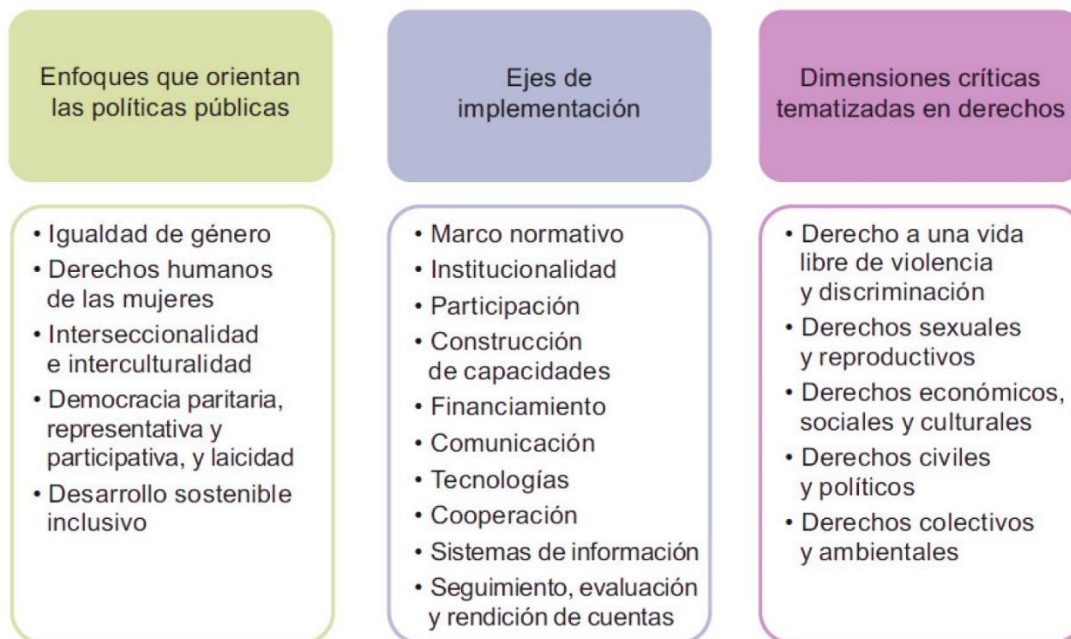 Enfoques que orientan
las políticas públicas
• Igualdad de género
• Derechos humanos
de las mujeres
• Interseccionalidad
e interculturalidad
• Democracia paritaria,
representativa y
participativa, y laicidad
• Desarrollo sostenible
inclusivo
Ejes de
implementación
• Marco normativo
• Institucionalidad
• Participación
• Construcción
de capacidades
• Financiamiento
• Comunicación
• Tecnologías
• Cooperación
• Sistemas de información
• Seguimiento, evaluación
y rendición de cuentas
Dimensiones críticas
tematizadas en derechos
• Derecho a una vida
libre de violencia
y discriminación
• Derechos sexuales
y reproductivos
• Derechos económicos,
sociales y culturales
• Derechos civiles
y políticos
• Derechos colectivos
y ambientales